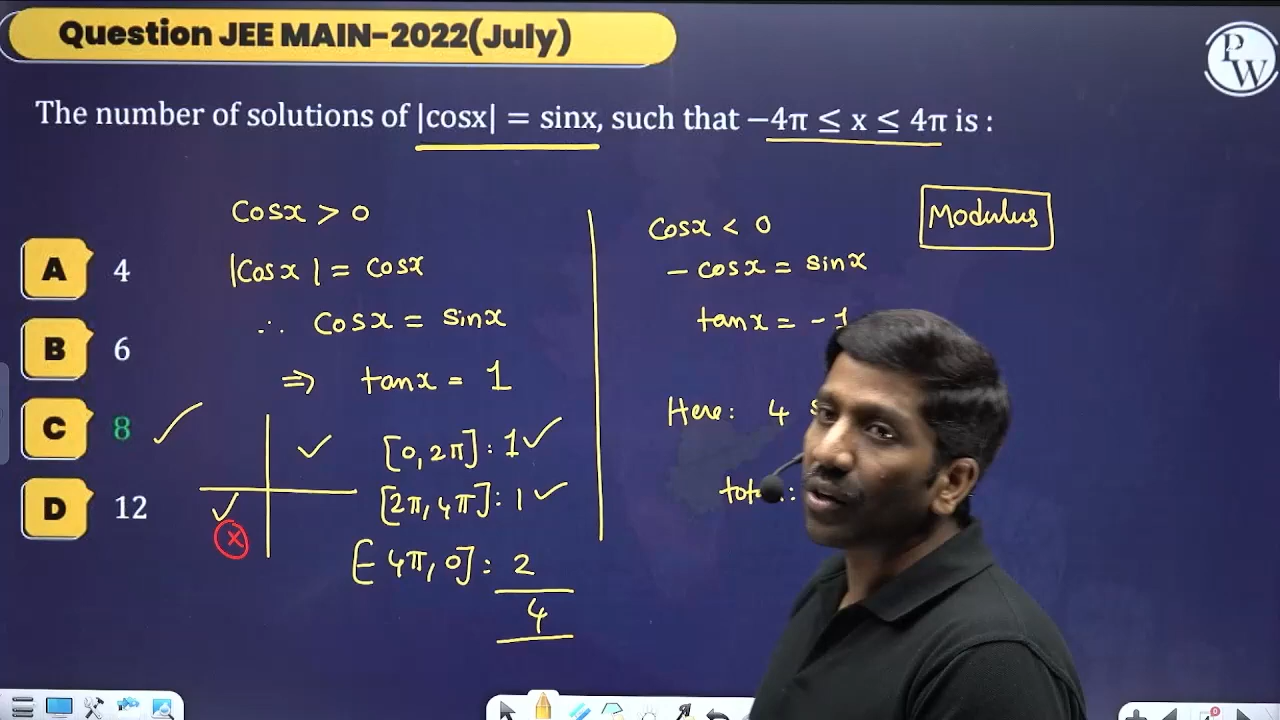 Question JEE MAIN-2022(July)
PW
The number of solutions of |cosx| = sinx, such that −4π ≤ x ≤ 4π is :
A 4
B 6
C 8
D 12
Cosx > 0
|Cosx| = cosx
∴ Cosx = sinx
⇒ tanx = 1
[0, 2π] : 1 ✓
[2π, 4π] : 1 ✓
[-4π, 0] : 2
4
x
Modulus
Cosx < 0
- cosx = sinx
tanx = - 1
Here: 4